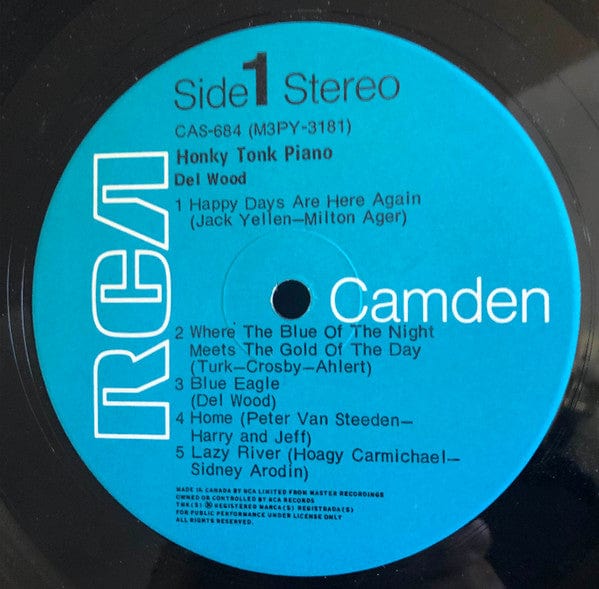 Side 1 Stereo
CAS-684 (M3PY-3181)
Honky Tonk Piano
Del Wood
1 Happy Days Are Here Again
(Jack Yellen—Milton Ager)
RCA
Camden
2 Where The Blue Of The Night
Meets The Gold Of The Day
(Turk—Crosby—Ahlert)
3 Blue Eagle
(Del Wood)
4 Home (Peter Van Steeden—
Harry and Jeff)
5 Lazy River (Hoagy Carmichael—
Sidney Arodin)
MADE IN CANADA BY RCA LIMITED FROM MASTER RECORDINGS
OWNED OR CONTROLLED BY RCA RECORDS
TMK(S) ® REGISTERED MARCA(S) REGISTRADA(S)
FOR PUBLIC PERFORMANCE UNDER LICENSE ONLY
ALL RIGHTS RESERVED.